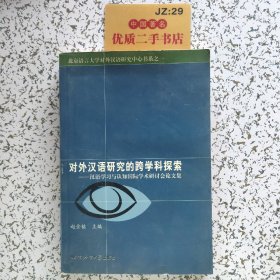 JZ:29
中国著名
优质二手书店
北京语言大学对外汉语研究中心书系之一
对外汉语研究的跨学科探索
——汉语学习与认知国际学术研讨会论文集
赵金铭 主编